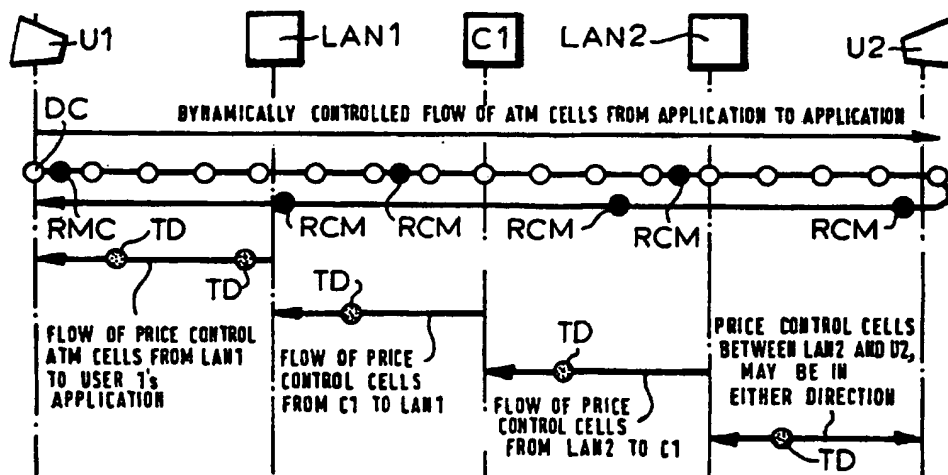 U1
LAN1
C1
LAN2
U2
DC
DYNAMICALLY CONTROLLED FLOW OF ATM CELLS FROM APPLICATION TO APPLICATION
RMC
RCM
RCM
RCM
RCM
RCM
TD
TD
FLOW OF PRICE CONTROL
ATM CELLS FROM LAN1
TO USER 1's
APPLICATION
TD
FLOW OF PRICE
CONTROL CELLS
FROM C1 TO LAN1
TD
FLOW OF PRICE
CONTROL CELLS
FROM LAN2 TO C1
PRICE CONTROL CELLS
BETWEEN LAN2 AND U2,
MAY BE IN
EITHER DIRECTION
TD